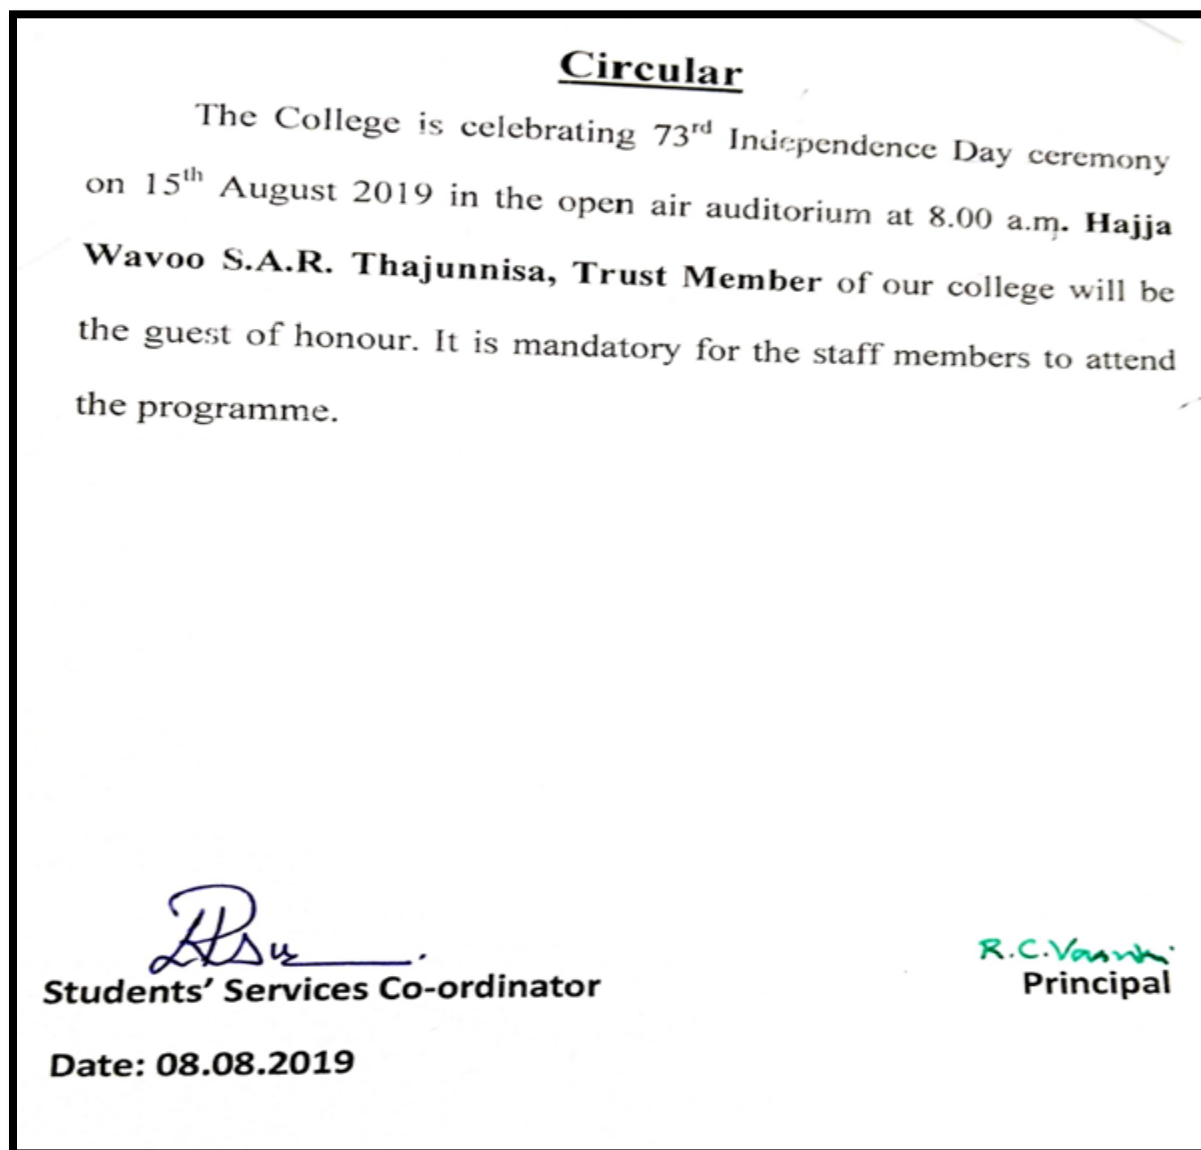 Circular
The College is celebrating 73rd Independence Day ceremony
on 15th August 2019 in the open air auditorium at 8.00 a.m. Hajja
Wavoo S.A.R. Thajunnisa, Trust Member of our college will be
the guest of honour. It is mandatory for the staff members to attend
the programme.
R.C.
Students’ Services Co-ordinator
Principal
Date: 08.08.2019